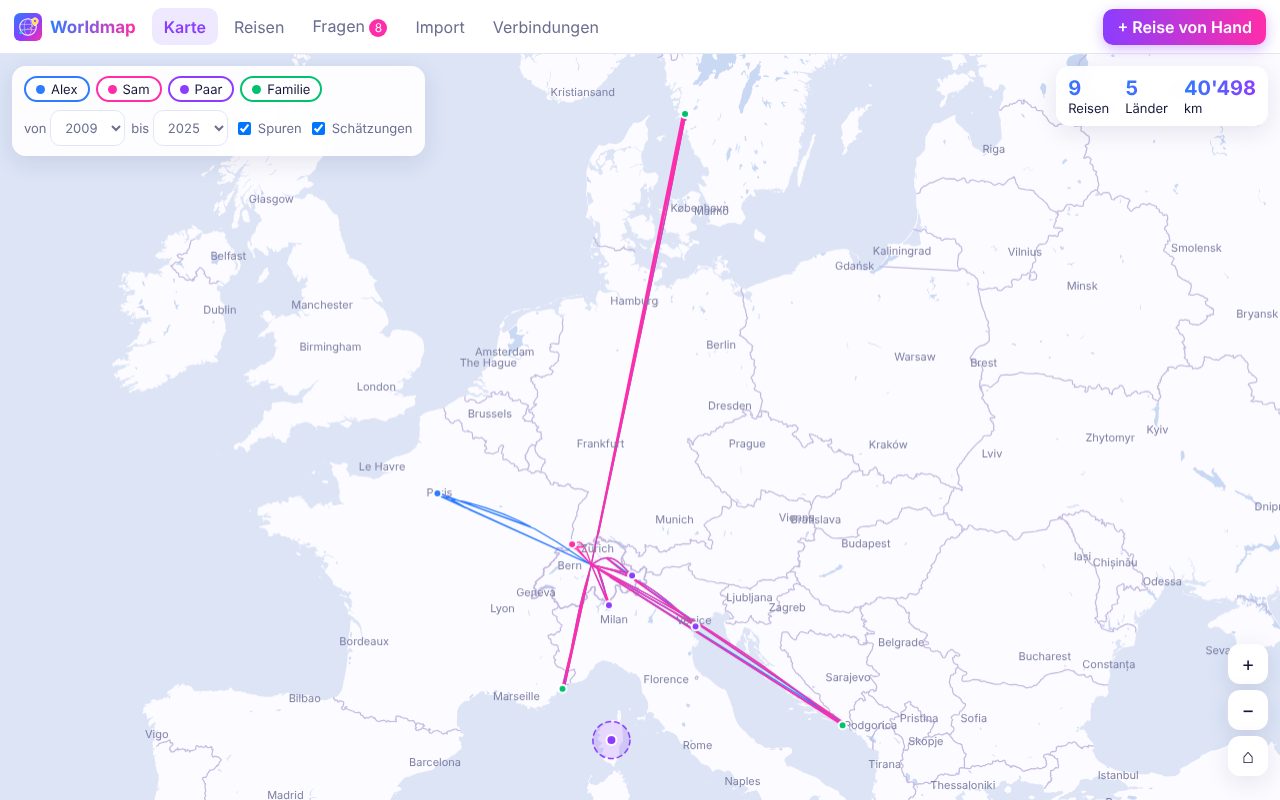 Worldmap
Karte
Reisen
Fragen 8
Import
Verbindungen
+ Reise von Hand
Alex
Sam
Paar
Familie
von 2009 bis 2025 Spuren Schätzungen
9 5 40'498
Reisen Länder km
Kristiansand
Riga
Glasgow
København
Malmö
Belfast
Kaliningrad
Vilnius
Smolensk
Gdańsk
Minsk
Hamburg
Manchester
Dublin
Bryansk
Birmingham
Berlin
Amsterdam
Warsaw
The Hague
Brest
London
Dresden
Brussels
Kyiv
Zhytomyr
Frankfurt
Prague
Kraków
Lviv
Le Havre
Paris
Munich
Vienna
Bratislava
Budapest
Zürich
Iași
Chișinău
Bern
Odessa
Geneva
Ljubljana
Lyon
Zagreb
Milan
Venice
Bordeaux
Belgrade
Bucharest
Constanța
Florence
Sarajevo
Marseille
Bilbao
Pristina
Sofia
Podgorica
Vigo
Skopje
Rome
Barcelona
Tirana
Istanbul
Naples
Thessaloniki
Madrid
+
−